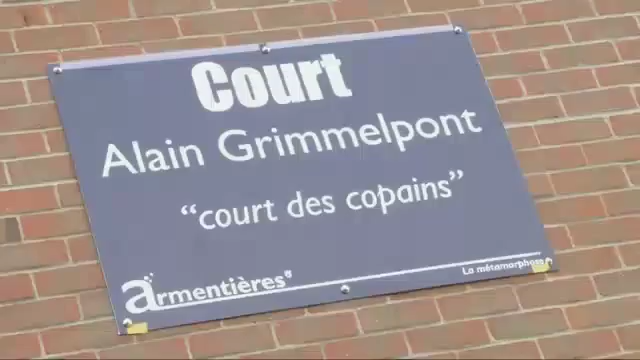 Court
Alain Grimmelpont
“court des copains”
armentières
La métamorphose